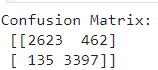 Confusion Matrix:
[[2623  462]
[ 135 3397]]